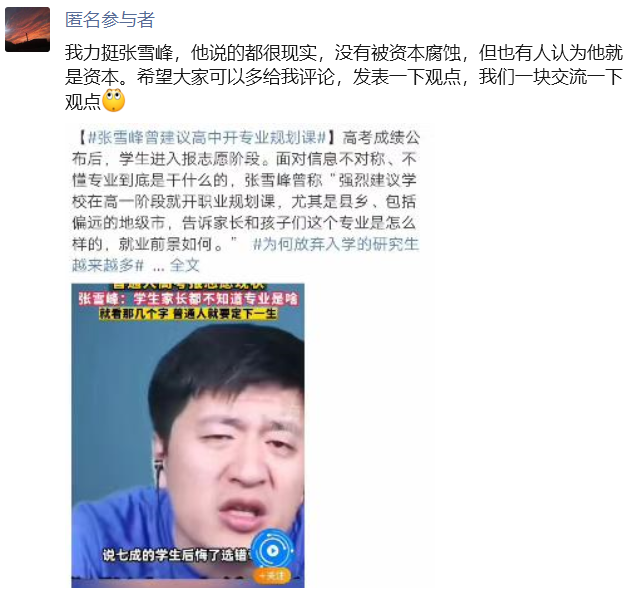 匿名参与者
我力挺张雪峰，他说的都很现实，没有被资本腐蚀，但也有人认为他就
是资本。希望大家可以多给我评论，发表一下观点，我们一块交流一下
观点
【#张雪峰曾建议高中开专业规划课#】高考成绩公
布后，学生进入报志愿阶段。面对信息不对称、不
懂专业到底是干什么的，张雪峰曾称“强烈建议学
校在高一阶段就开职业规划课，尤其是县乡、包括
偏远的地级市，告诉家长和孩子们这个专业是怎么
样的，就业前景如何。” #为何放弃入学的研究生
越来越多# ... 全文
普通人高考报志愿现状
张雪峰：学生家长都不知道专业是啥
就看那几个字 普通人就要定下一生
说七成的学生后悔了选错
+关注